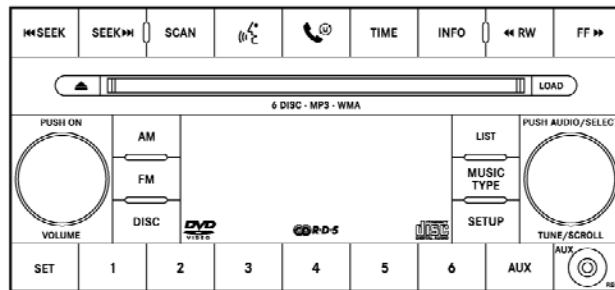 SEEK
SEEK
SCAN
TIME
INFO
RW
FF
LOAD
6 DISC - MP3 - WMA
PUSH ON
VOLUME
AM
FM
DISC
DVD
VIDEO
R·D·S
disc
LIST
MUSIC
TYPE
SETUP
PUSH AUDIO/SELECT
TUNE/SCROLL
SET
1
2
3
4
5
6
AUX
AUX